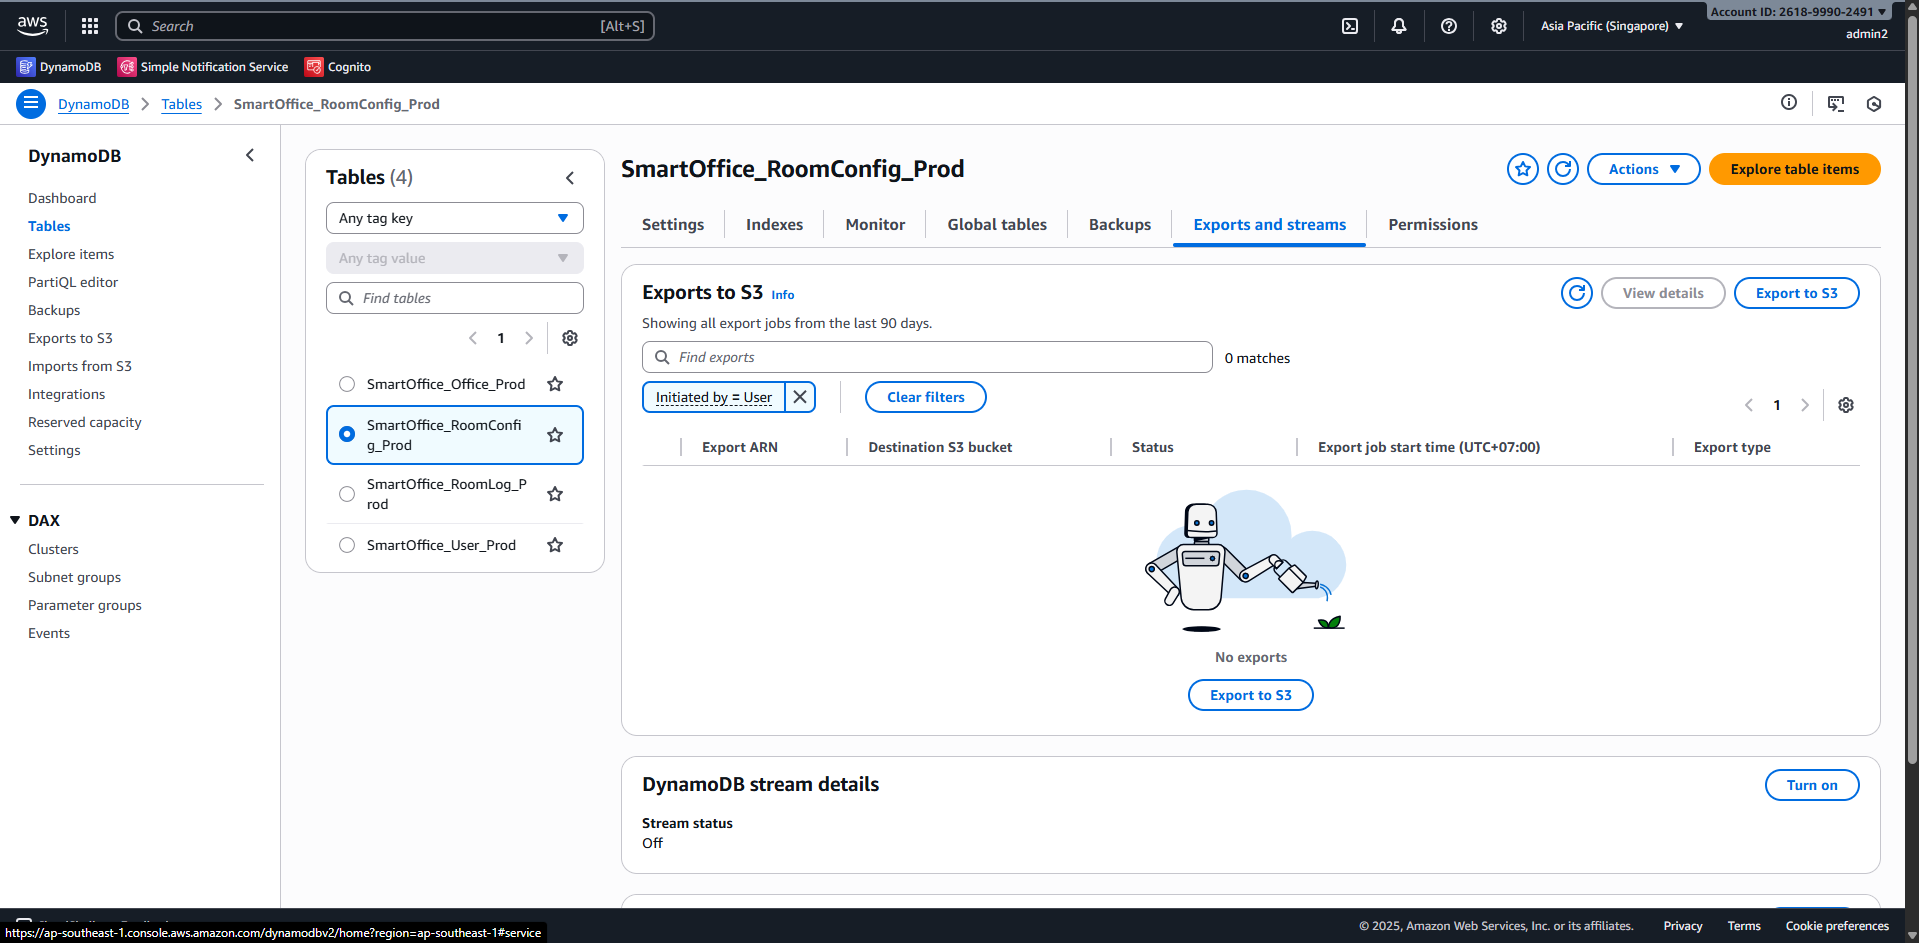 aws
Search [Alt+S]
Asia Pacific (Singapore)
Account ID: 2618-9990-2491
admin2
DynamoDB
Simple Notification Service
Cognito
DynamoDB
Tables
SmartOffice_RoomConfig_Prod
DynamoDB
Dashboard
Tables
Explore items
PartiQL editor
Backups
Exports to S3
Imports from S3
Integrations
Reserved capacity
Settings
DAX
Clusters
Subnet groups
Parameter groups
Events
Tables (4)
Any tag key
Any tag value
Find tables
1
SmartOffice_Office_Prod
SmartOffice_RoomConfi
g_Prod
SmartOffice_RoomLog_P
rod
SmartOffice_User_Prod
SmartOffice_RoomConfig_Prod
Actions
Explore table items
Settings
Indexes
Monitor
Global tables
Backups
Exports and streams
Permissions
Exports to S3 Info
View details
Export to S3
Showing all export jobs from the last 90 days.
Find exports
0 matches
Initiated by = User
Clear filters
1
Export ARN
Destination S3 bucket
Status
Export job start time (UTC+07:00)
Export type
No exports
Export to S3
DynamoDB stream details
Turn on
Stream status
Off
https://ap-southeast-1.console.aws.amazon.com/dynamodbv2/home?region=ap-southeast-1#service
© 2025, Amazon Web Services, Inc. or its affiliates.
Privacy
Terms
Cookie preferences